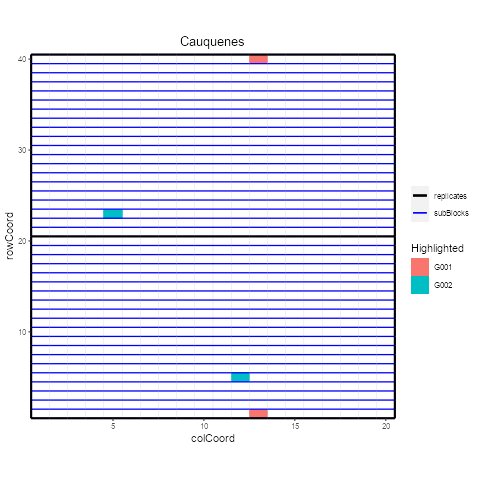 Cauquenes
40
30
20
10
rowCoord
5
10
15
20
colCoord
replicates
subBlocks
Highlighted
G001
G002